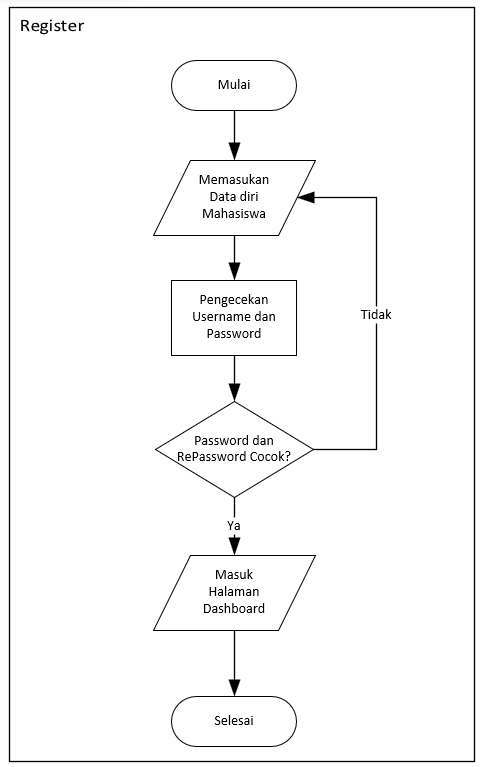 Register
Mulai
Memasukan
Data diri
Mahasiswa
Pengecekan
Username dan
Password
Tidak
Password dan
RePassword Cocok?
Ya
Masuk
Halaman
Dashboard
Selesai